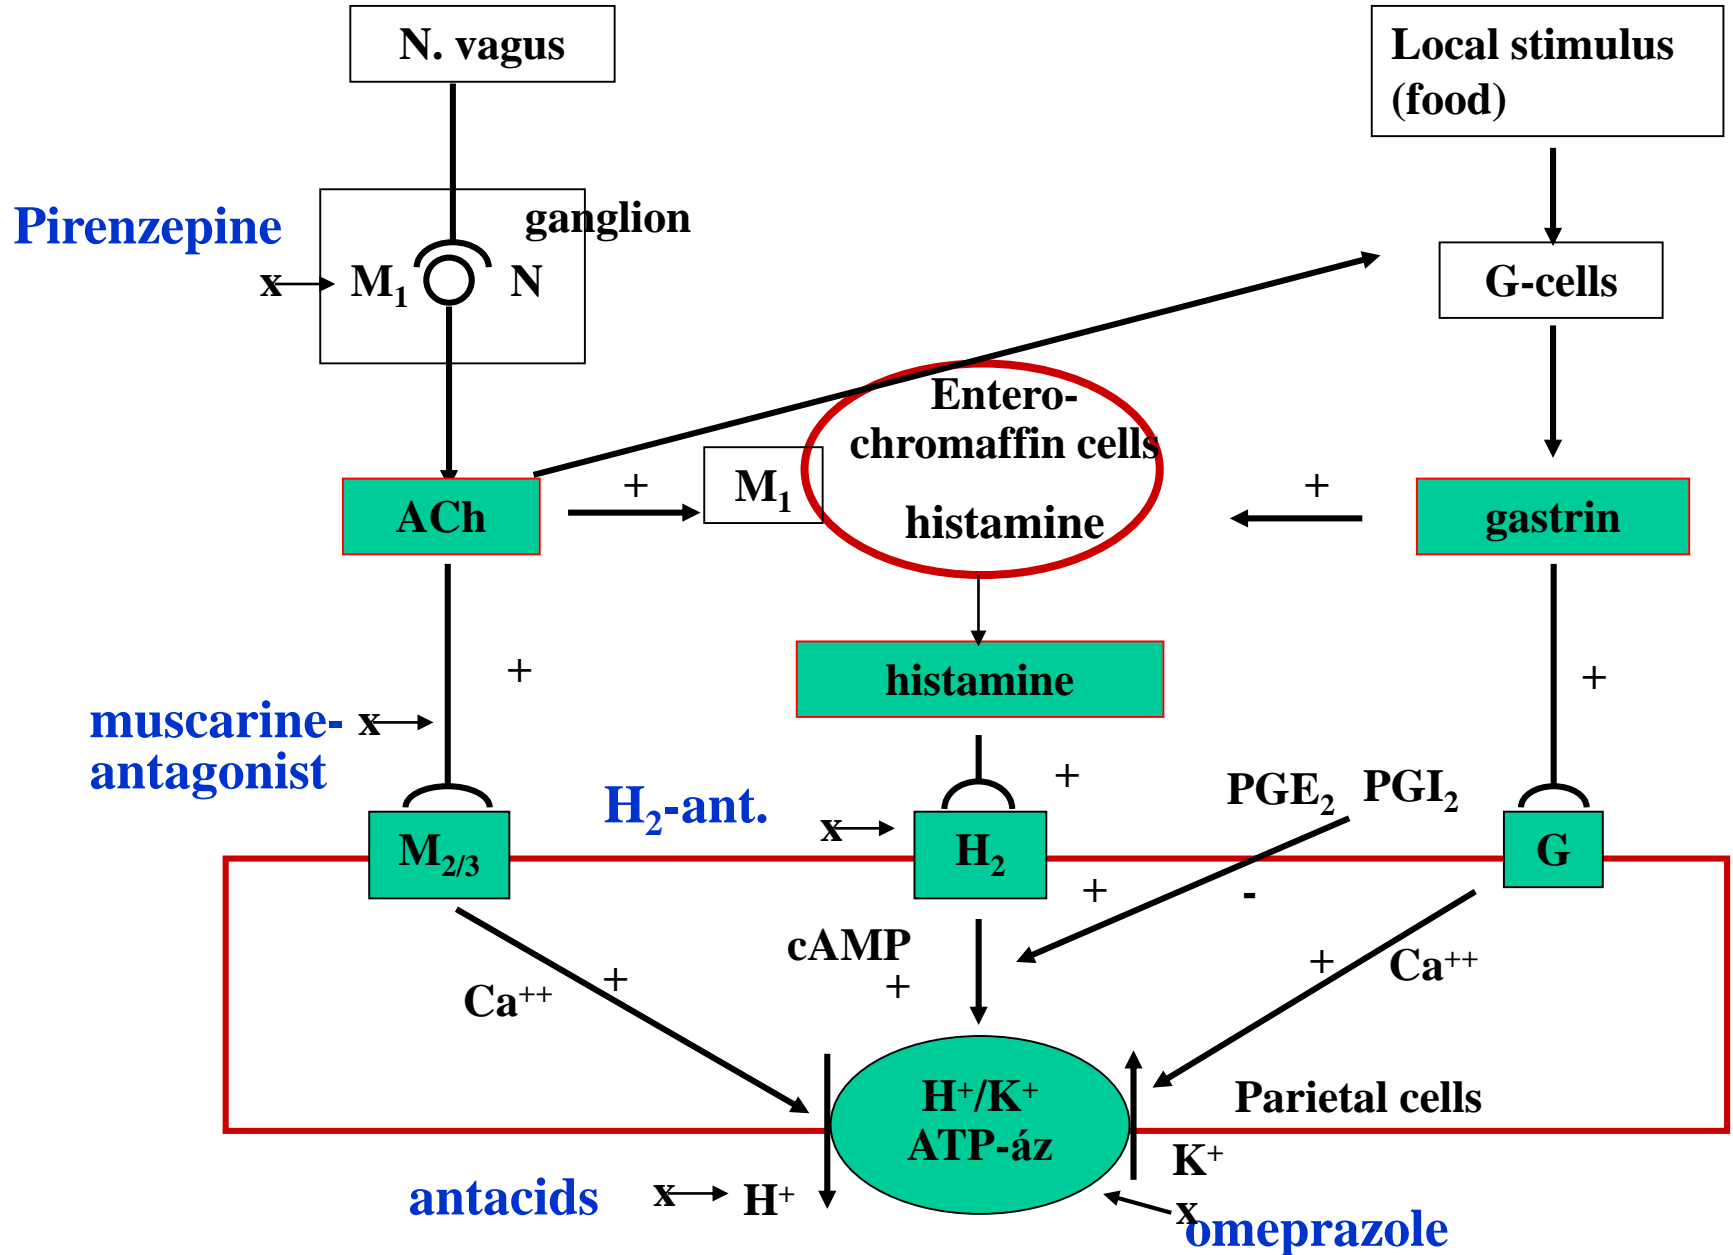 N. vagus
Local stimulus
(food)
Pirenzepine
ganglion
x
M₁
N
G-cells
Entero-
chromaffin cells
histamine
ACh
+
M₁
+
gastrin
histamine
+
+
muscarine-
antagonist
x
+
H₂-ant.
x
PGE₂
PGI₂
M₂/₃
H₂
G
+
-
cAMP
+
Ca⁺⁺
+
+
Ca⁺⁺
H⁺/K⁺
ATP-áz
Parietal cells
K⁺
antacids
x
H⁺
x
omeprazole